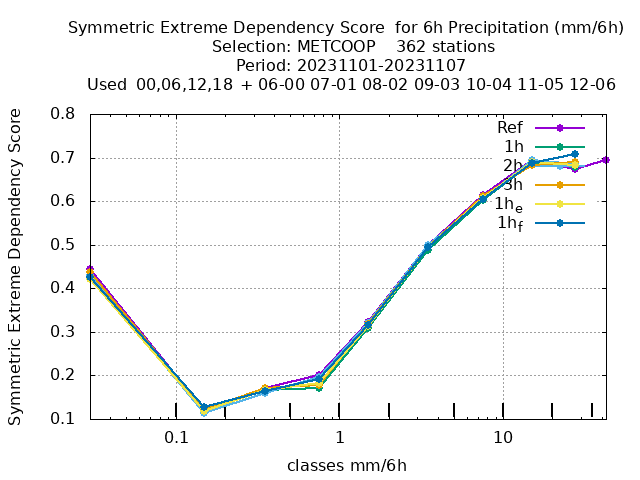 Symmetric Extreme Dependency Score  for 6h Precipitation (mm/6h)
Selection: METCOOP    362 stations
Period: 20231101-20231107
Used  00,06,12,18  + 06-00 07-01 08-02 09-03 10-04 11-05 12-06
Symmetric Extreme Dependency Score
0.8
0.7
0.6
0.5
0.4
0.3
0.2
0.1
Ref
1h
2h
3h
1h_e
1h_f
0.1 1 10
classes mm/6h